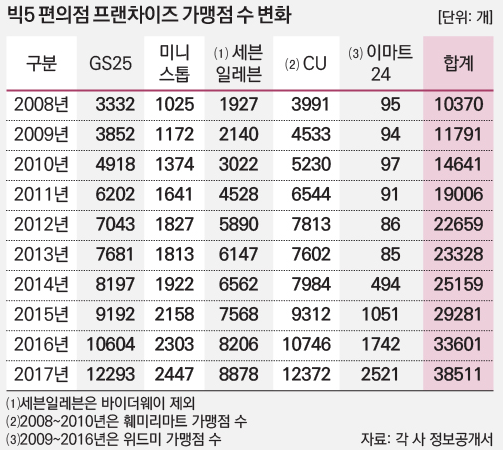 빅5 편의점 프랜차이즈 가맹점 수 변화 [단위: 개]
구분 GS25 미니스톱 (1) 세븐일레븐 (2) CU (3) 이마트24 합계
2008년 3332 1025 1927 3991 95 10370
2009년 3852 1172 2140 4533 94 11791
2010년 4918 1374 3022 5230 97 14641
2011년 6202 1641 4528 6544 91 19006
2012년 7043 1827 5890 7813 86 22659
2013년 7681 1813 6147 7602 85 23328
2014년 8197 1922 6562 7984 494 25159
2015년 9192 2158 7568 9312 1051 29281
2016년 10604 2303 8206 10746 1742 33601
2017년 12293 2447 8878 12372 2521 38511
(1)세븐일레븐은 바이더웨이 제외
(2)2008~2010년은 훼미리마트 가맹점 수
(3)2009~2016년은 위드미 가맹점 수 자료: 각 사 정보공개서